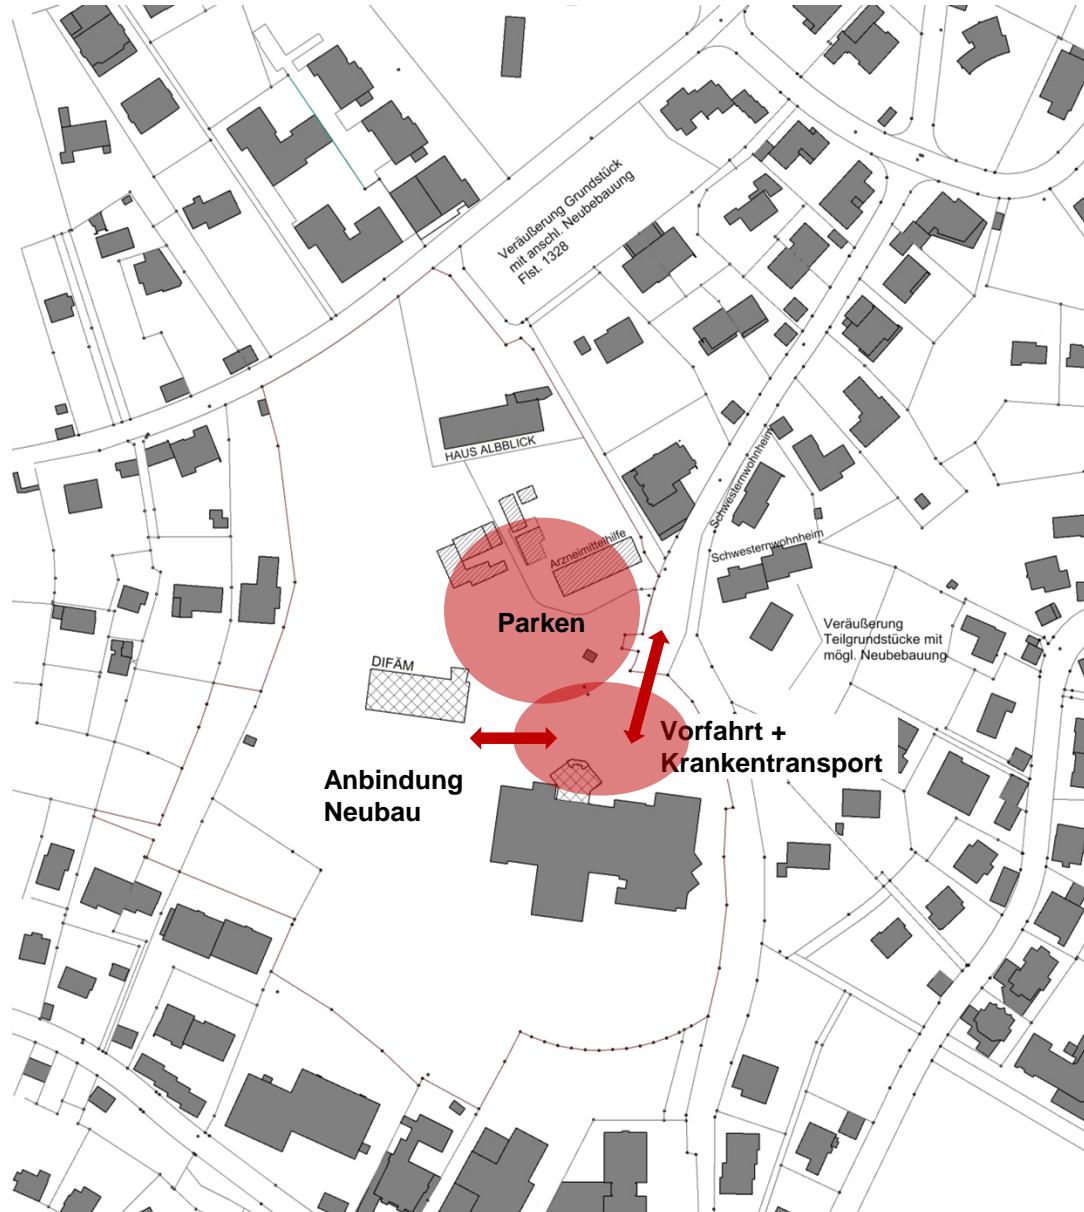 Veräußerung Grundstück
mit anschl. Neubebauung
Flst. 1328
HAUS ALBBLICK
Schwesternwohnheim
Arzneimittelhilfe
Schwesternwohnheim
Parken
Veräußerung
Teilgrundstücke mit
mögl. Neubebauung
DIFÄM
Vorfahrt +
Krankentransport
Anbindung
Neubau